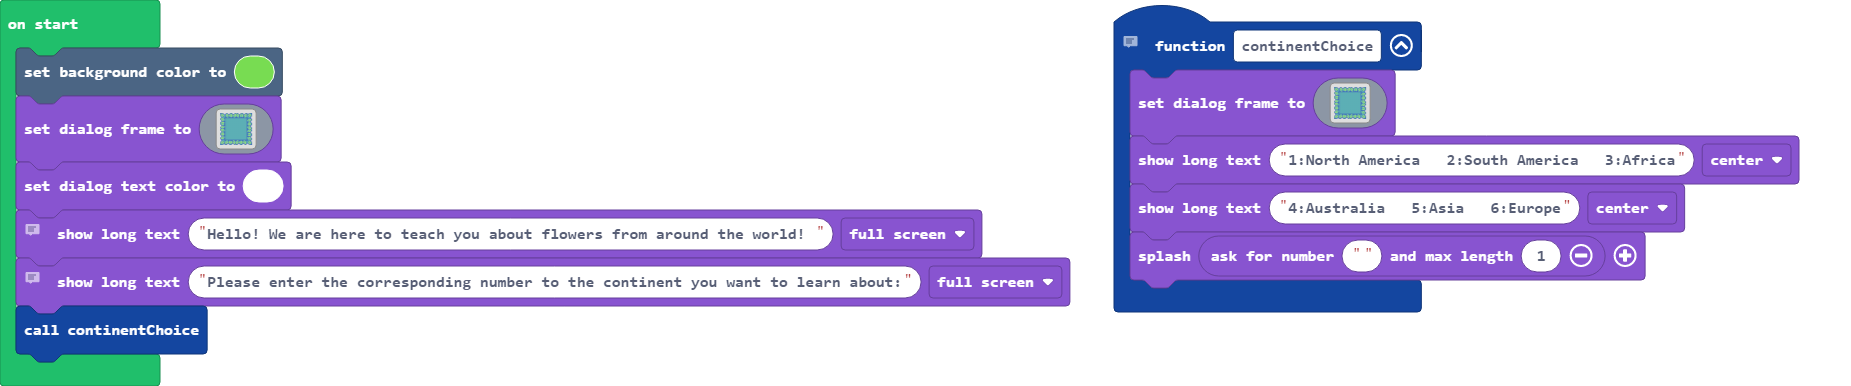 on start
set background color to
set dialog frame to
set dialog text color to
show long text "Hello! We are here to teach you about flowers from around the world! " full screen
show long text "Please enter the corresponding number to the continent you want to learn about:" full screen
call continentChoice
function continentChoice
set dialog frame to
show long text "1:North America   2:South America   3:Africa" center
show long text "4:Australia   5:Asia   6:Europe" center
splash ask for number " " and max length 1